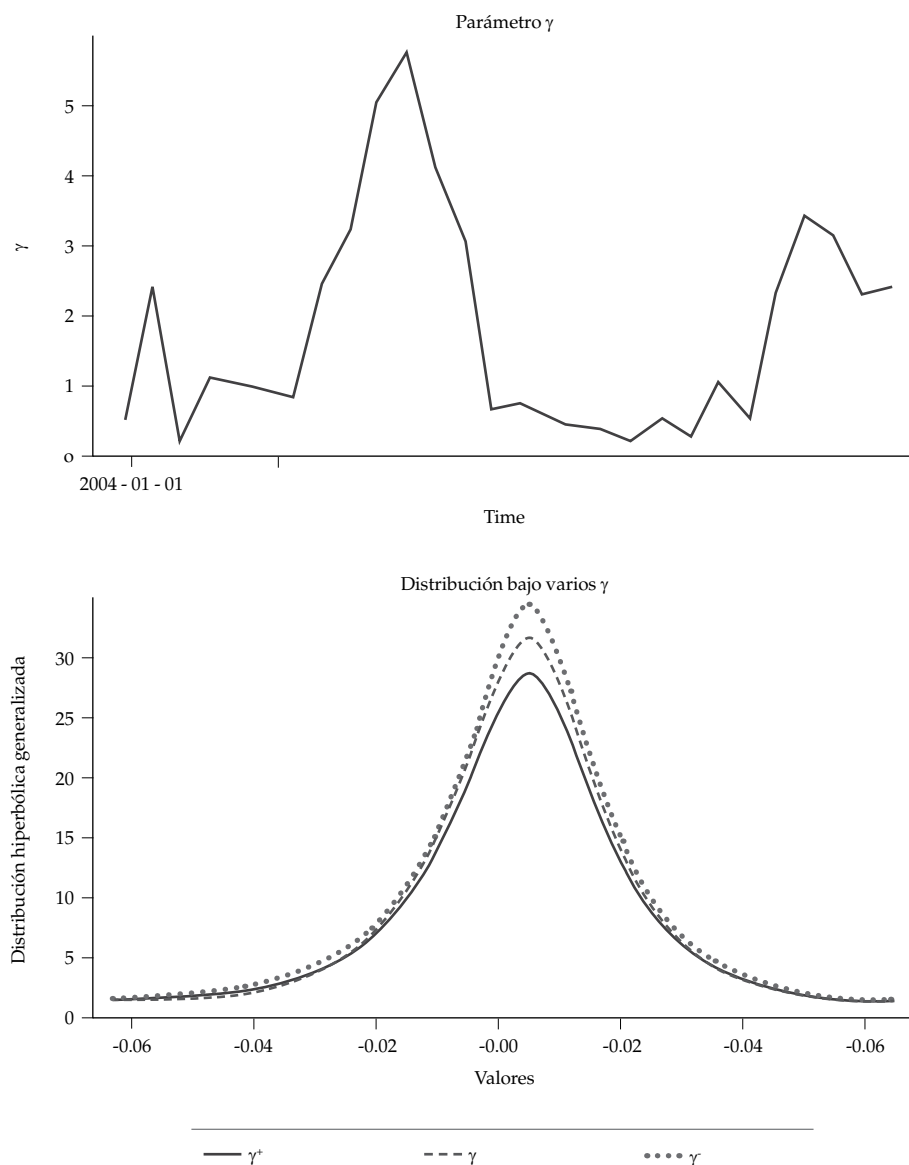 Parámetro γ
5
4
3
γ
2
1
o
2004 - 01 - 01
Time
Distribución bajo varios γ
Distribución hiperbólica generalizada
30
25
20
15
10
5
0
-0.06 -0.04 -0.02 -0.00 -0.02 -0.04 -0.06
Valores
γ⁺ γ γ⁻